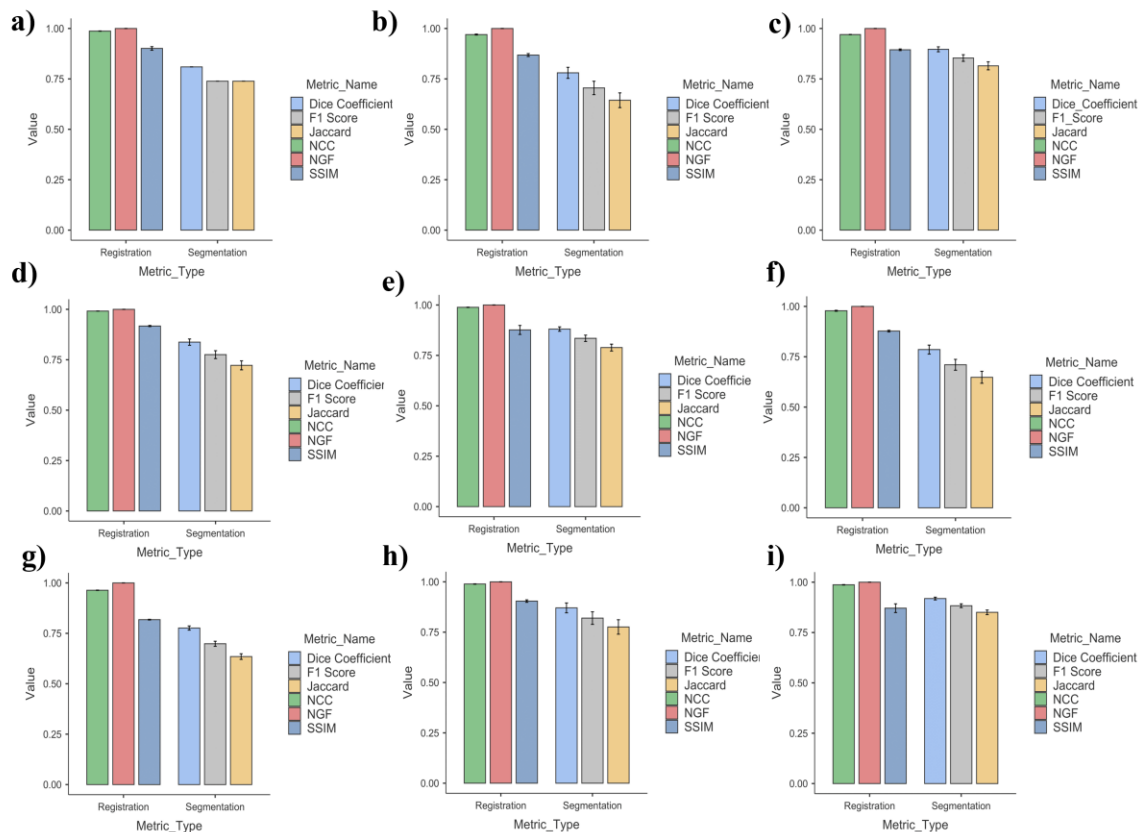 a)
1.00
0.75
0.50
0.25
0.00
Value
Registration
Segmentation
Metric_Type
Metric_Name
Dice Coefficient
F1 Score
Jaccard
NCC
NGF
SSIM
b)
1.00
0.75
0.50
0.25
0.00
Value
Registration
Segmentation
Metric_Type
Metric_Name
Dice Coefficient
F1 Score
Jaccard
NCC
NGF
SSIM
c)
1.00
0.75
0.50
0.25
0.00
Value
Registration
Segmentation
Metric_Type
Metric_Name
Dice_Coefficient
F1_Score
Jacard
NCC
NGF
SSIM
d)
1.00
0.75
0.50
0.25
0.00
Value
Registration
Segmentation
Metric_Type
Metric_Name
Dice Coefficien
F1 Score
Jaccard
NCC
NGF
SSIM
e)
1.00
0.75
0.50
0.25
0.00
Value
Registration
Segmentation
Metric_Type
Metric_Name
Dice Coefficie
F1 Score
Jaccard
NCC
NGF
SSIM
f)
1.00
0.75
0.50
0.25
0.00
Value
Registration
Segmentation
Metric_Type
Metric_Name
Dice Coefficient
F1 Score
Jaccard
NCC
NGF
SSIM
g)
1.00
0.75
0.50
0.25
0.00
Value
Registration
Segmentation
Metric_Type
Metric_Name
Dice Coefficient
F1 Score
Jaccard
NCC
NGF
SSIM
h)
1.00
0.75
0.50
0.25
0.00
Value
Registration
Segmentation
Metric_Type
Metric_Name
Dice Coefficient
F1 Score
Jaccard
NCC
NGF
SSIM
i)
1.00
0.75
0.50
0.25
0.00
Value
Registration
Segmentation
Metric_Type
Metric_Name
Dice Coefficient
F1 Score
Jaccard
NCC
NGF
SSIM